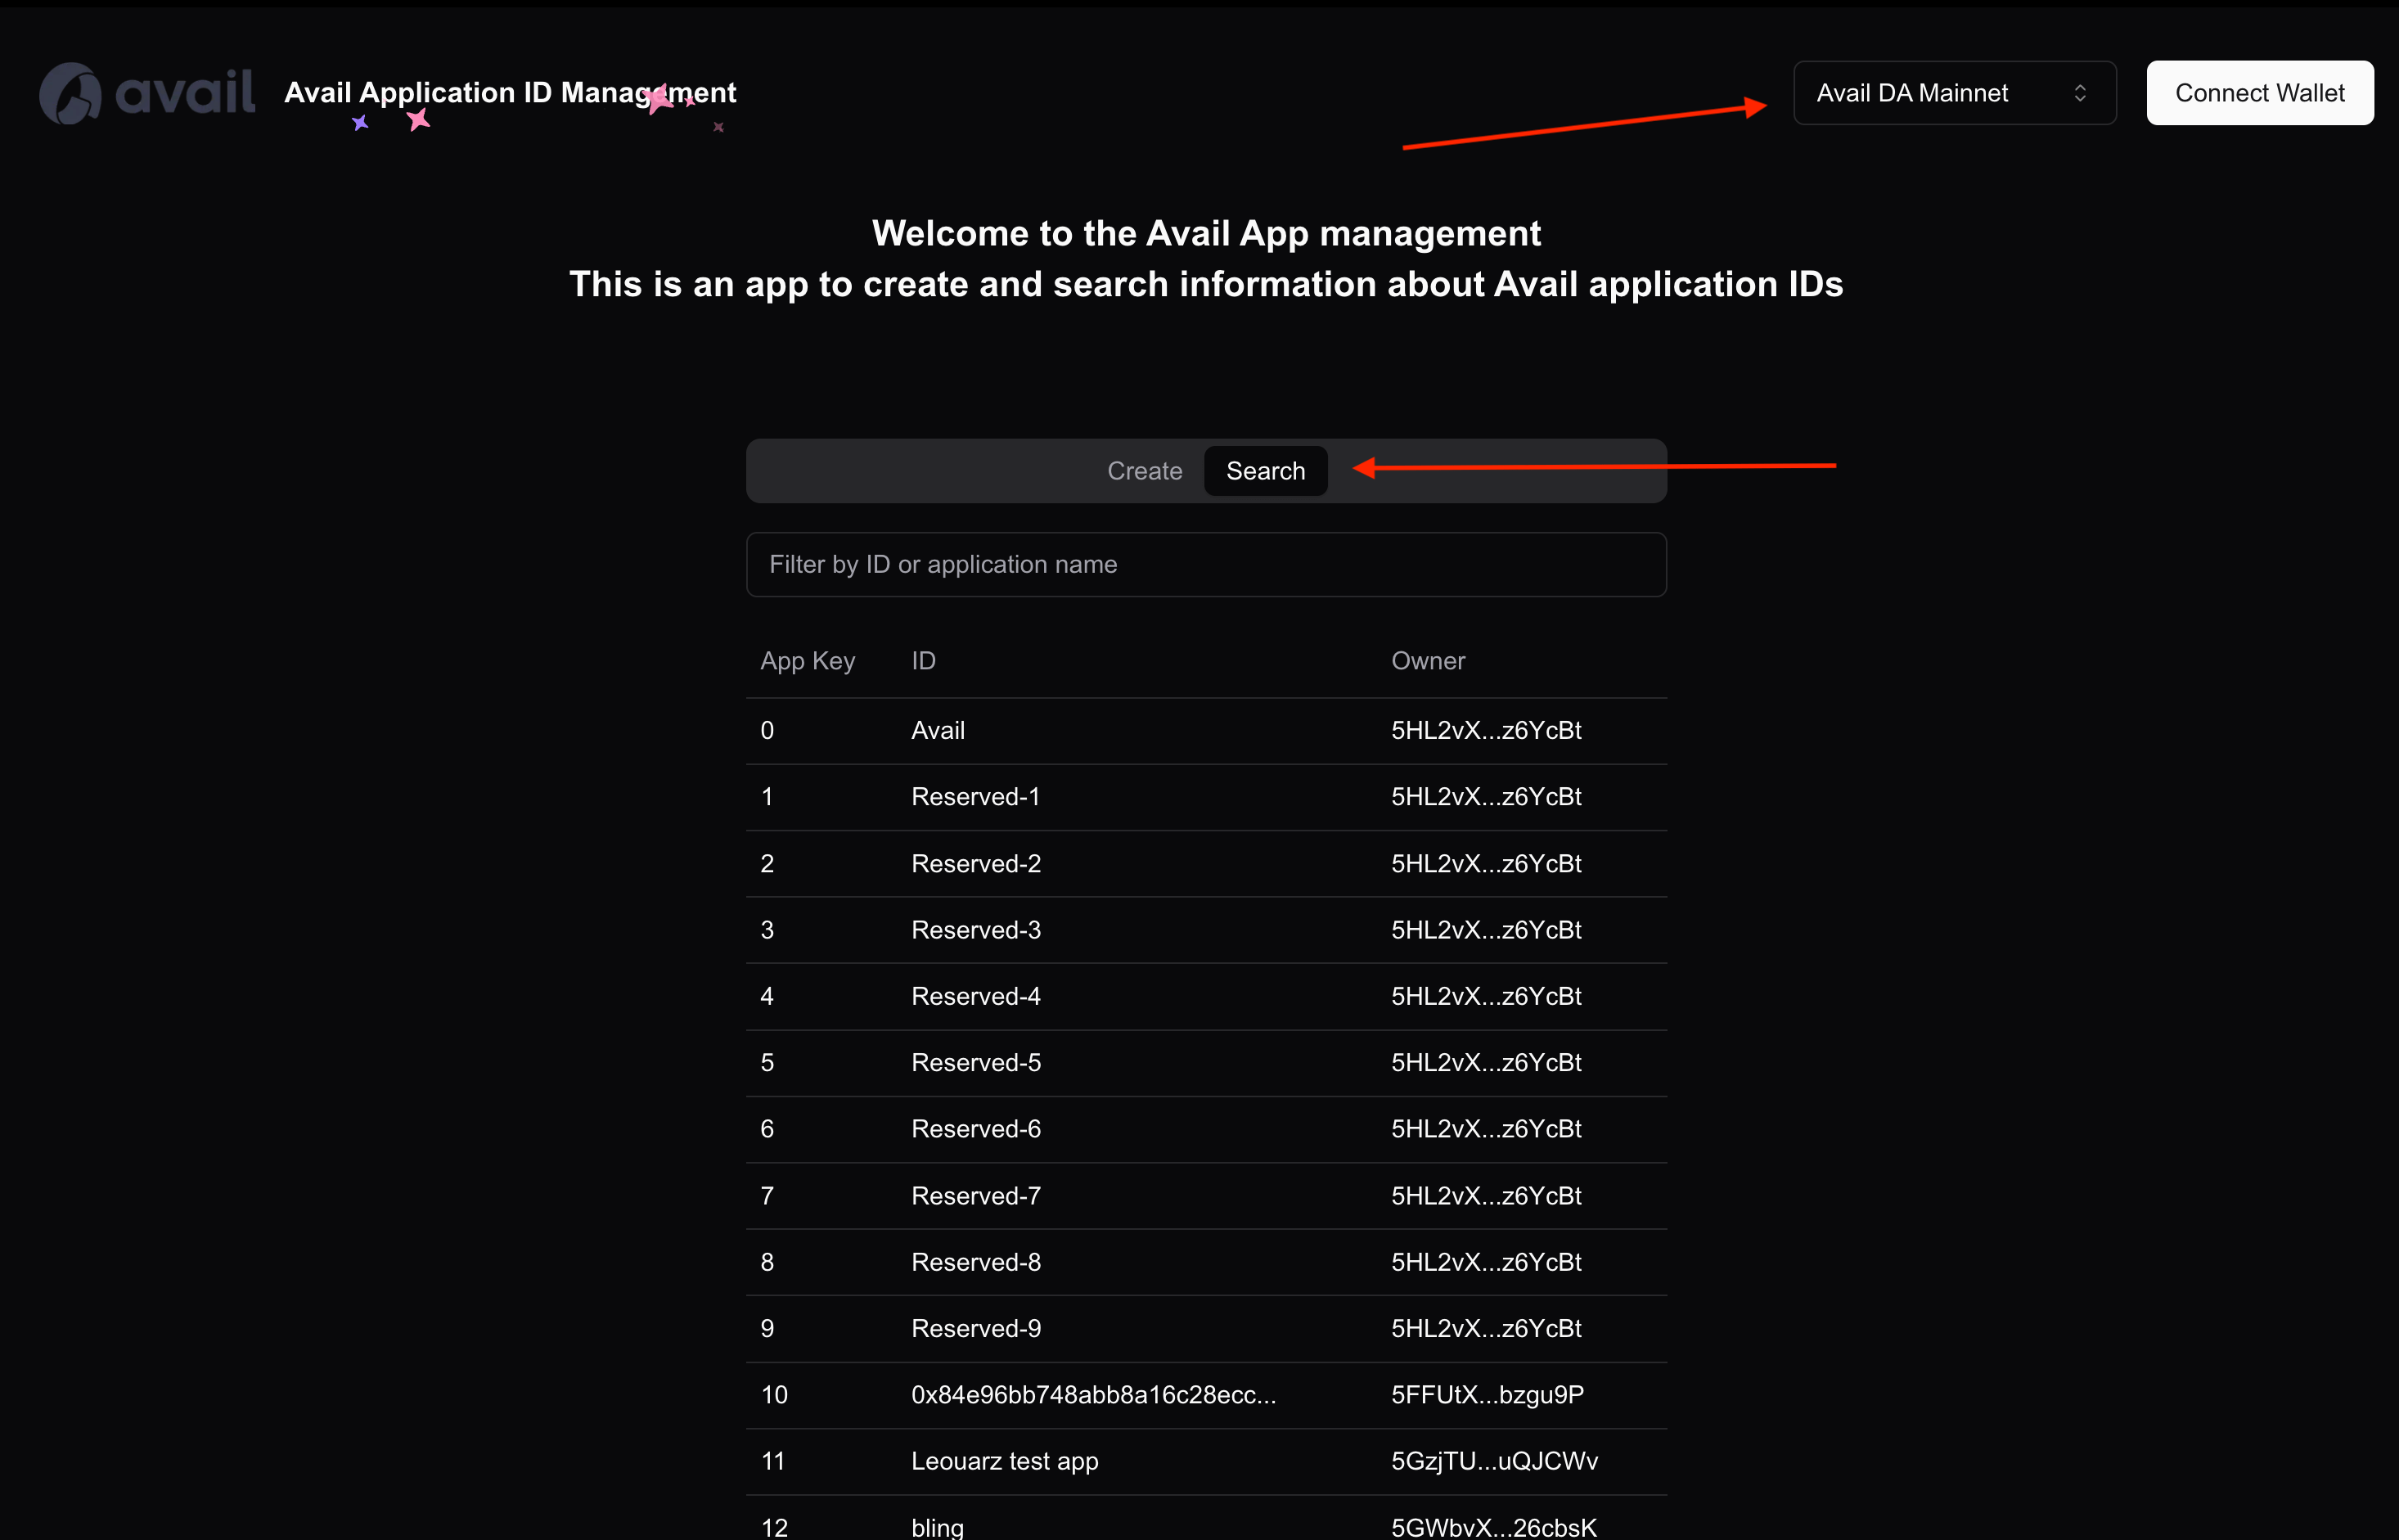 avail Avail Application ID Management Avail DA Mainnet Connect Wallet
Welcome to the Avail App management
This is an app to create and search information about Avail application IDs
Create Search
Filter by ID or application name
App Key ID Owner
0 Avail 5HL2vX...z6YcBt
1 Reserved-1 5HL2vX...z6YcBt
2 Reserved-2 5HL2vX...z6YcBt
3 Reserved-3 5HL2vX...z6YcBt
4 Reserved-4 5HL2vX...z6YcBt
5 Reserved-5 5HL2vX...z6YcBt
6 Reserved-6 5HL2vX...z6YcBt
7 Reserved-7 5HL2vX...z6YcBt
8 Reserved-8 5HL2vX...z6YcBt
9 Reserved-9 5HL2vX...z6YcBt
10 0x84e96bb748abb8a16c28ecc... 5FFUtX...bzgu9P
11 Leouarz test app 5GzjTU...uQJCWv
12 bling 5GWbvX...26cbsK